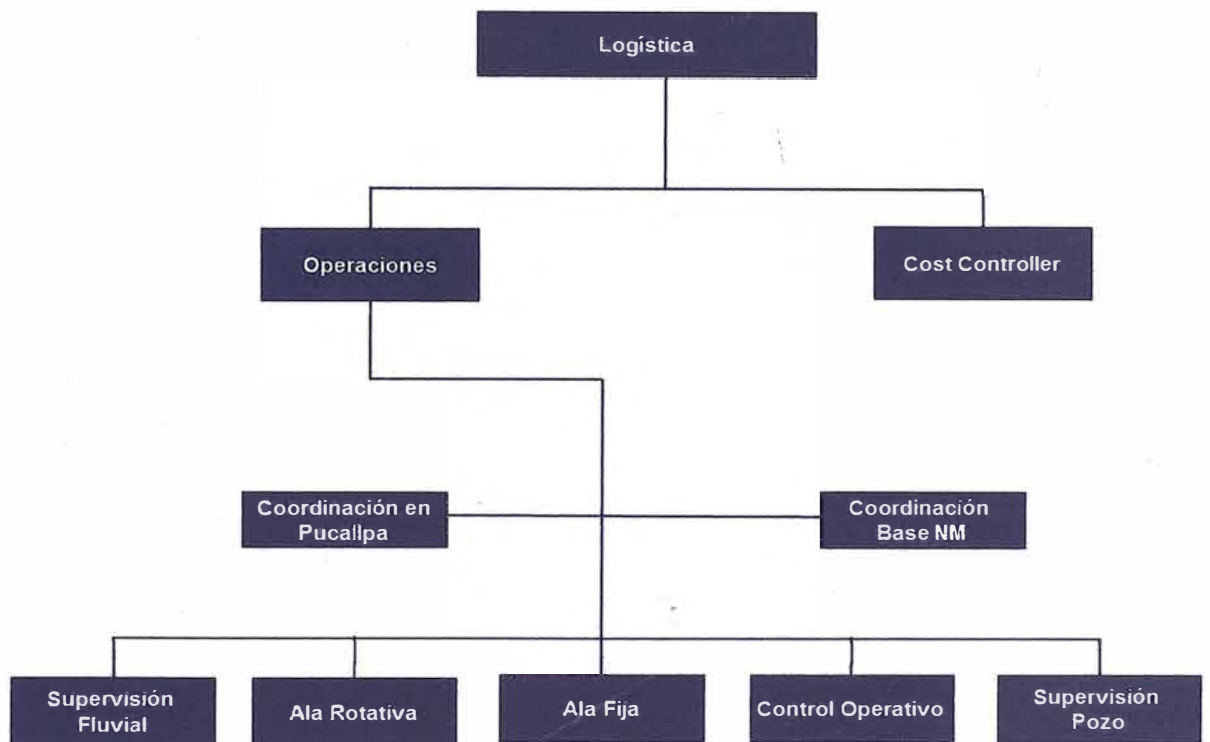 Logística
Operaciones
Cost Controller
Coordinación en
Pucallpa
Coordinación
Base NM
Supervisión
Fluvial
Ala Rotativa
Ala Fija
Control Operativo
Supervisión
Pozo